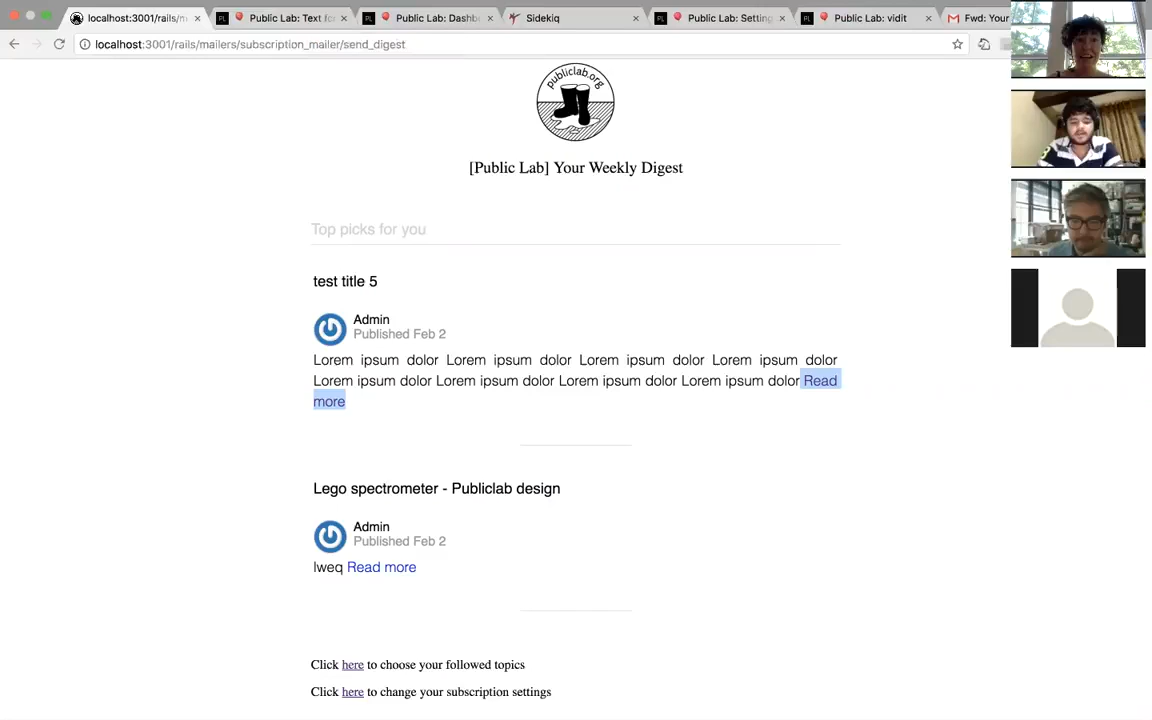 localhost:3001/rails/m
Public Lab: Text fo
Public Lab: Dashb
Sidekiq
Public Lab: Setting
Public Lab: vidit
Fwd: Your
localhost:3001/rails/mailers/subscription_mailer/send_digest
publiclab.org
[Public Lab] Your Weekly Digest
Top picks for you
test title 5
Admin
Published Feb 2
Lorem ipsum dolor Lorem ipsum dolor Lorem ipsum dolor Lorem ipsum dolor
Lorem ipsum dolor Lorem ipsum dolor Lorem ipsum dolor Lorem ipsum dolor Read
more
Lego spectrometer - Publiclab design
Admin
Published Feb 2
lweq Read more
Click here to choose your followed topics
Click here to change your subscription settings